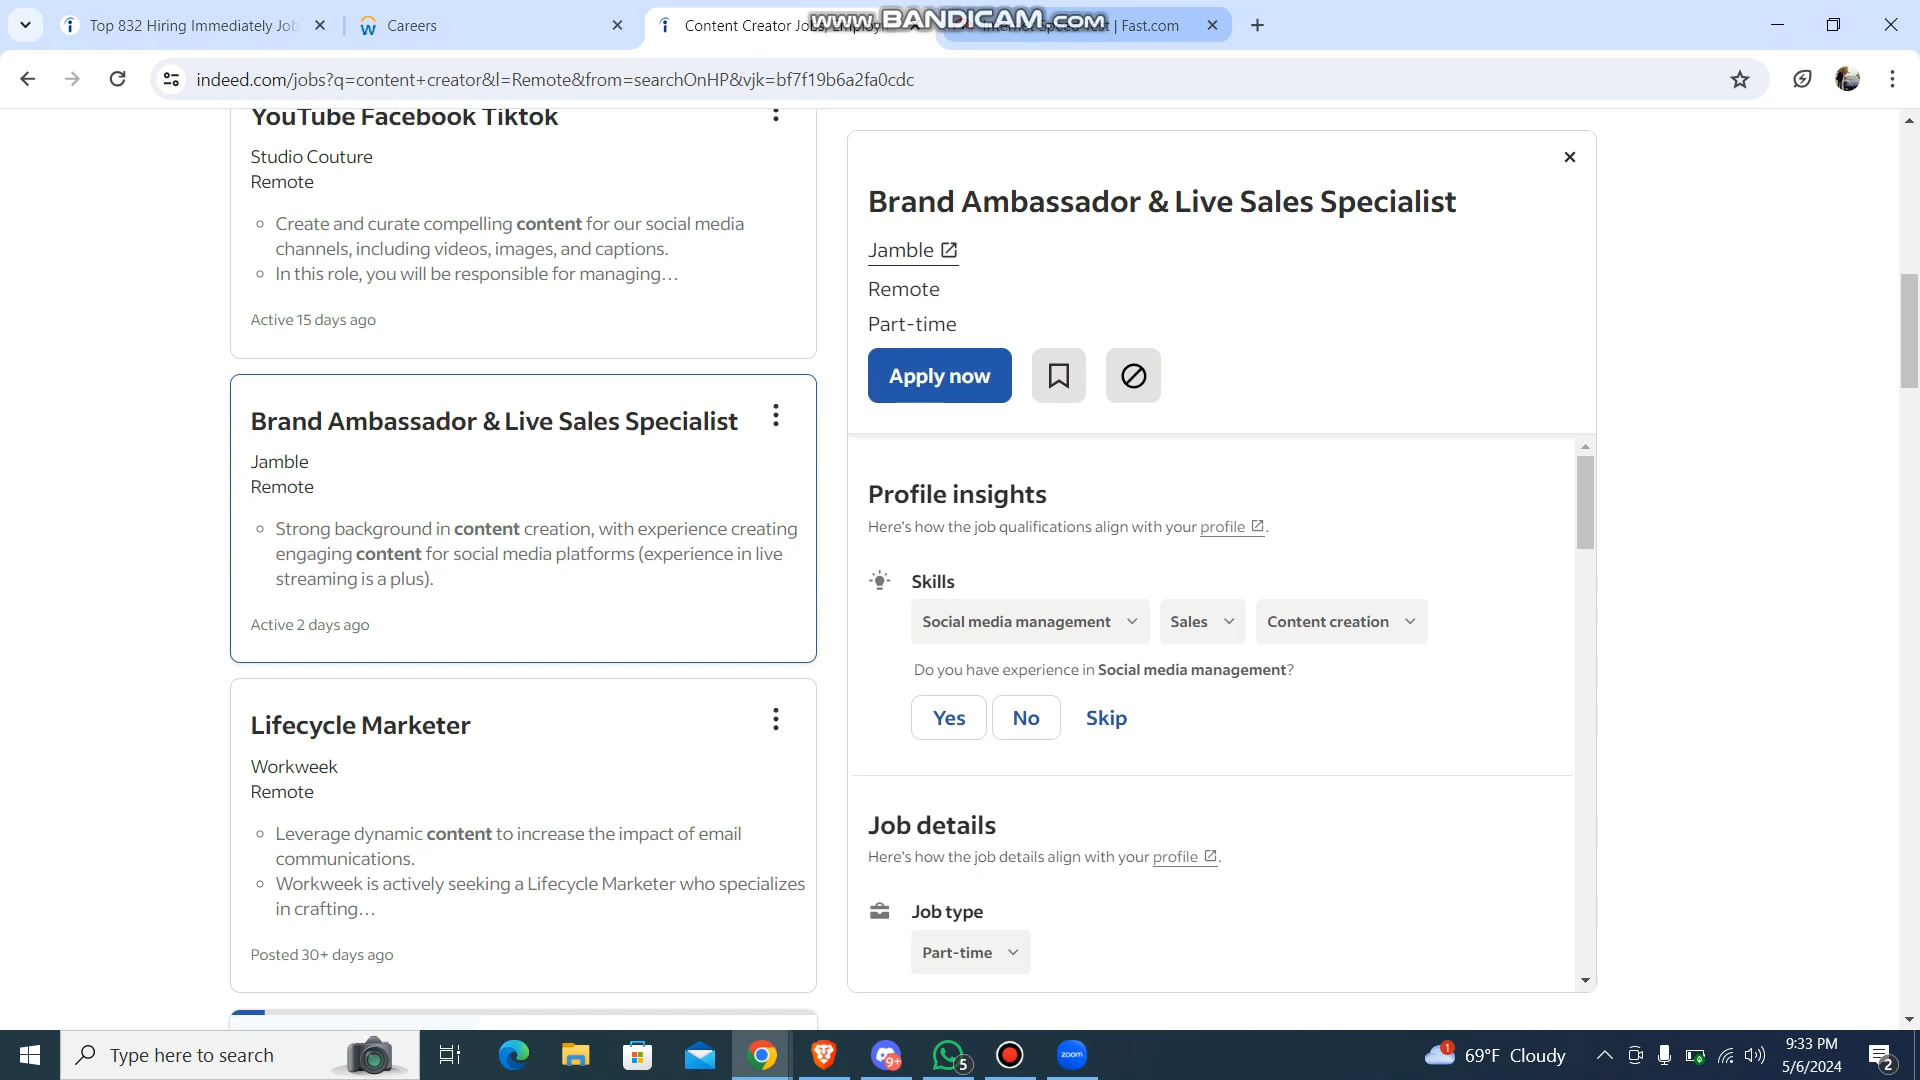 Top 832 Hiring Immediately Job
Careers
Content Creator Jobs, Employ
Internet Speed Test | Fast.com
www.BANDICAM.com
indeed.com/jobs?q=content+creator&l=Remote&from=searchOnHP&vjk=bf7f19b6a2fa0cdc
YouTube Facebook Tiktok
Studio Couture
Remote
Create and curate compelling content for our social media
channels, including videos, images, and captions.
In this role, you will be responsible for managing…
Active 15 days ago
Brand Ambassador & Live Sales Specialist
Jamble
Remote
Strong background in content creation, with experience creating
engaging content for social media platforms (experience in live
streaming is a plus).
Active 2 days ago
Lifecycle Marketer
Workweek
Remote
Leverage dynamic content to increase the impact of email
communications.
Workweek is actively seeking a Lifecycle Marketer who specializes
in crafting…
Posted 30+ days ago
Brand Ambassador & Live Sales Specialist
Jamble
Remote
Part-time
Apply now
Profile insights
Here's how the job qualifications align with your profile.
Skills
Social media management
Sales
Content creation
Do you have experience in Social media management?
Yes
No
Skip
Job details
Here's how the job details align with your profile.
Job type
Part-time
Type here to search
9+
5
zoom
1
69°F Cloudy
9:33 PM
5/6/2024
2